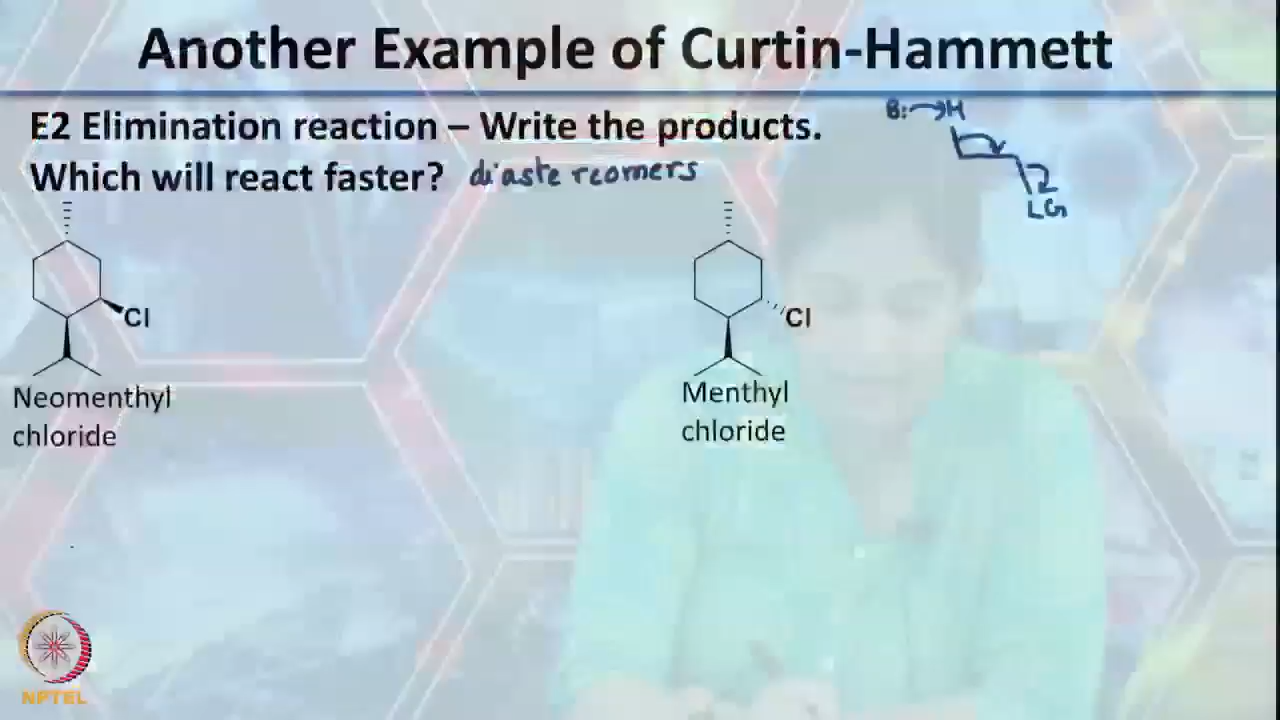 Another Example of Curtin-Hammett
E2 Elimination reaction – Write the products.
Which will react faster? diastereomers
B: H
LG
Cl
Neomenthyl
chloride
Cl
Menthyl
chloride
NPTEL